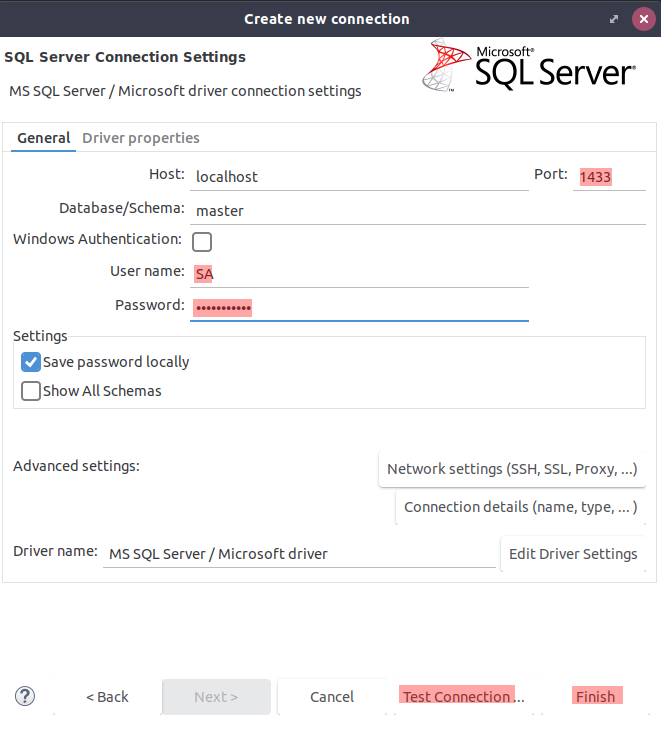 Create new connection
SQL Server Connection Settings
Microsoft®
SQL Server®
MS SQL Server / Microsoft driver connection settings
General Driver properties
Host: localhost Port: 1433
Database/Schema: master
Windows Authentication:
User name: SA
Password: •••••••••••
Settings
Save password locally
Show All Schemas
Advanced settings: Network settings (SSH, SSL, Proxy, ...)
Connection details (name, type, ... )
Driver name: MS SQL Server / Microsoft driver Edit Driver Settings
? < Back Next > Cancel Test Connection ... Finish